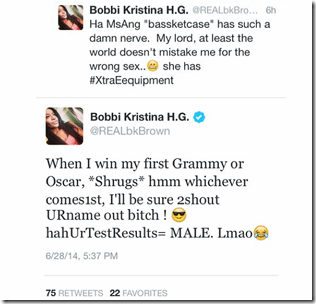 Bobbi Kristina H.G. @REALbkBro... 6h
Ha MsAng "bassketcase" has such a
damn nerve. My lord, at least the
world doesn't mistake me for the
wrong sex..😬 she has
#XtraEequipment
Bobbi Kristina H.G.
@REALbkBrown
When I win my first Grammy or
Oscar, *Shrugs* hmm whichever
comes1st, I'll be sure 2shout
URname out bitch ! 😎
hahUrTestResults= MALE. Lmao😂
6/28/14, 5:37 PM
75 RETWEETS 22 FAVORITES